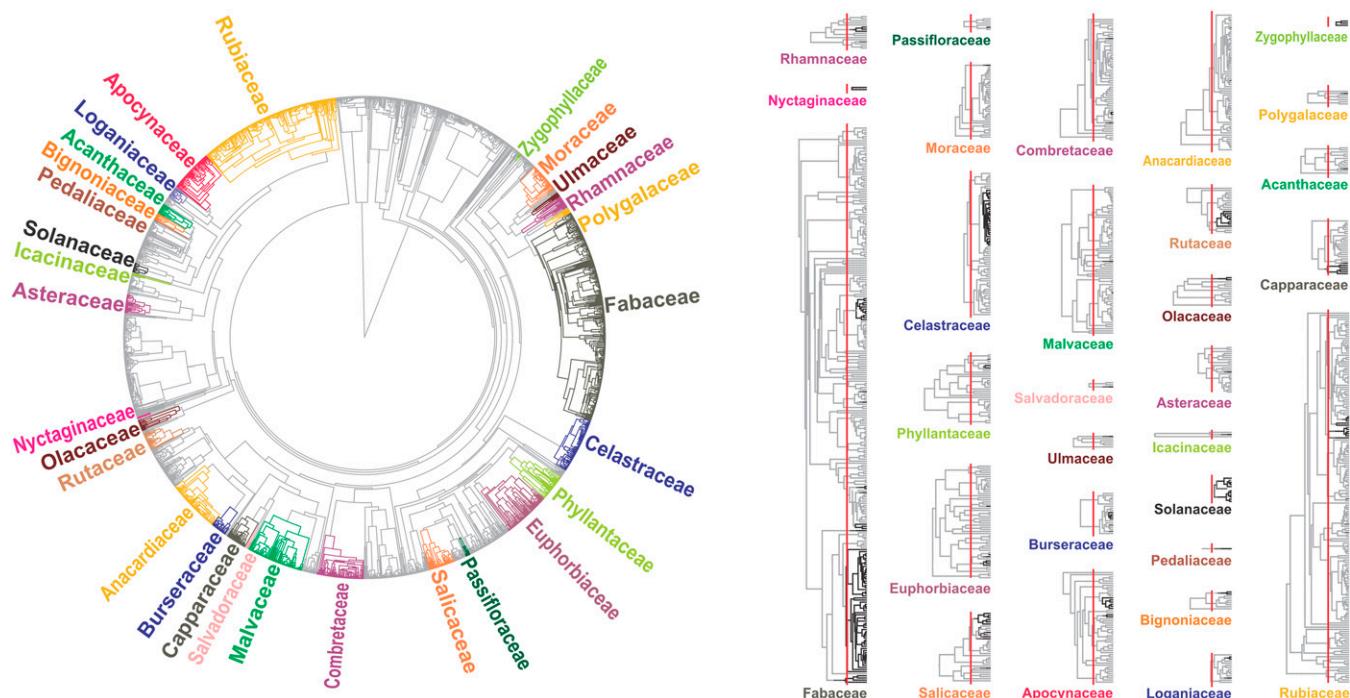 Rubiaceae
Apocynaceae
Loganiaceae
Acanthaceae
Bignoniaceae
Pedaliaceae
Solanaceae
Icacinaceae
Asteraceae
Nyctaginaceae
Olacaceae
Rutaceae
Anacardiaceae
Burseraceae
Capparaceae
Salvadoraceae
Malvaceae
Combretaceae
Salicaceae
Passifloraceae
Euphorbiaceae
Phyllantaceae
Celastraceae
Fabaceae
Polygalaceae
Rhamnaceae
Ulmaceae
Moraceae
Zygophyllaceae
Rhamnaceae
Nyctaginaceae
Fabaceae
Passifloraceae
Moraceae
Celastraceae
Phyllantaceae
Euphorbiaceae
Salicaceae
Combretaceae
Malvaceae
Salvadoraceae
Ulmaceae
Burseraceae
Apocynaceae
Anacardiaceae
Rutaceae
Olacaceae
Asteraceae
Icacinaceae
Solanaceae
Pedaliaceae
Bignoniaceae
Loganiaceae
Zygophyllaceae
Polygalaceae
Acanthaceae
Capparaceae
Rubiaceae